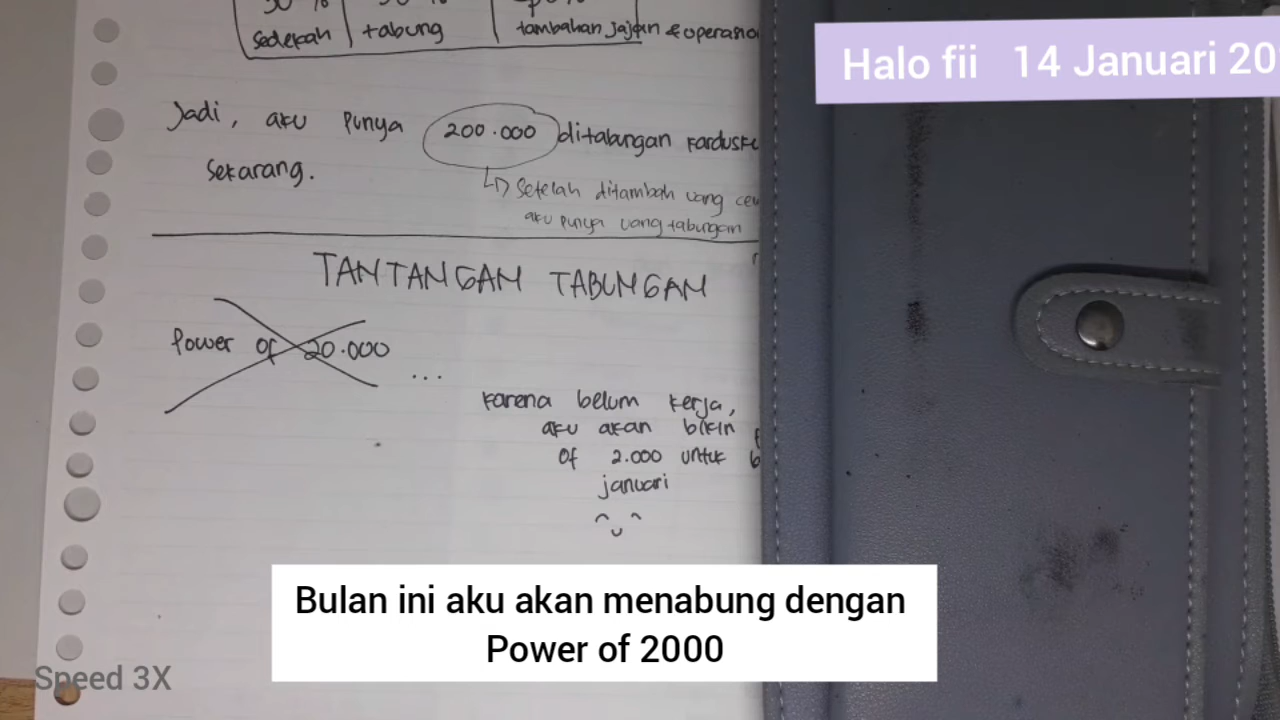 sedekah tabung tambahan jajan & operasio
Halo fii 14 Januari 20
Jadi, aku punya 200.000 ditabungan
sekarang.
Setelah ditambah uang
aku punya uang tabungan
TANTANGAN TABUNGAN
Power of 20.000
...
karena belum kerja,
aku akan bikin
of 2.000 untuk b
januari
Bulan ini aku akan menabung dengan
Power of 2000
Speed 3X